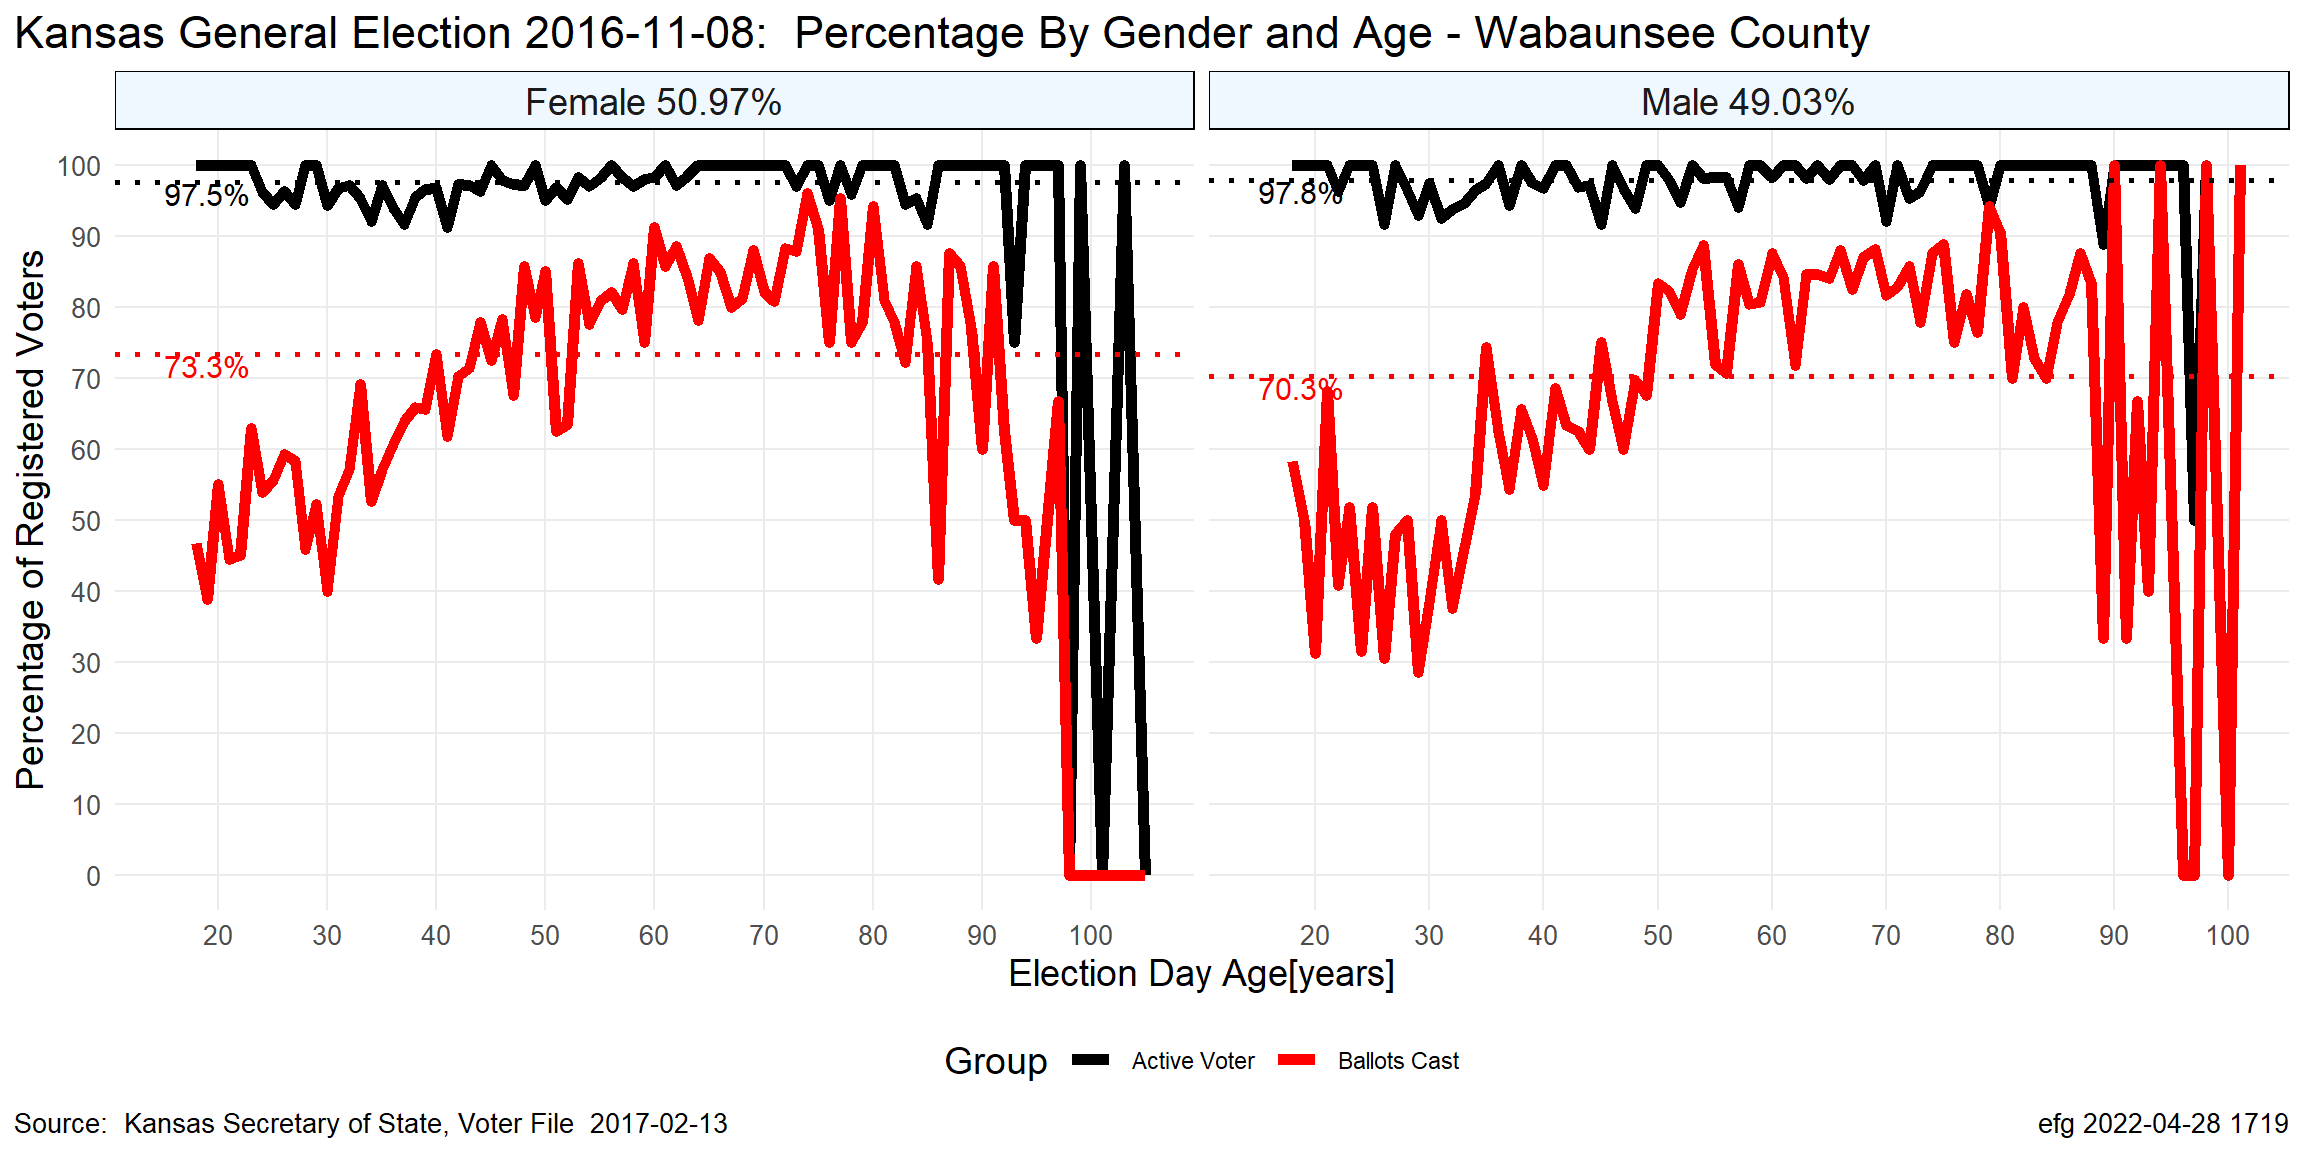 Kansas General Election 2016-11-08:  Percentage By Gender and Age - Wabaunsee County
Female 50.97%
Male 49.03%
Percentage of Registered Voters
100
90
80
70
60
50
40
30
20
10
0
97.5%
73.3%
97.8%
70.3%
20 30 40 50 60 70 80 90 100
20 30 40 50 60 70 80 90 100
Election Day Age[years]
Group Active Voter Ballots Cast
Source:  Kansas Secretary of State, Voter File  2017-02-13
efg 2022-04-28 1719